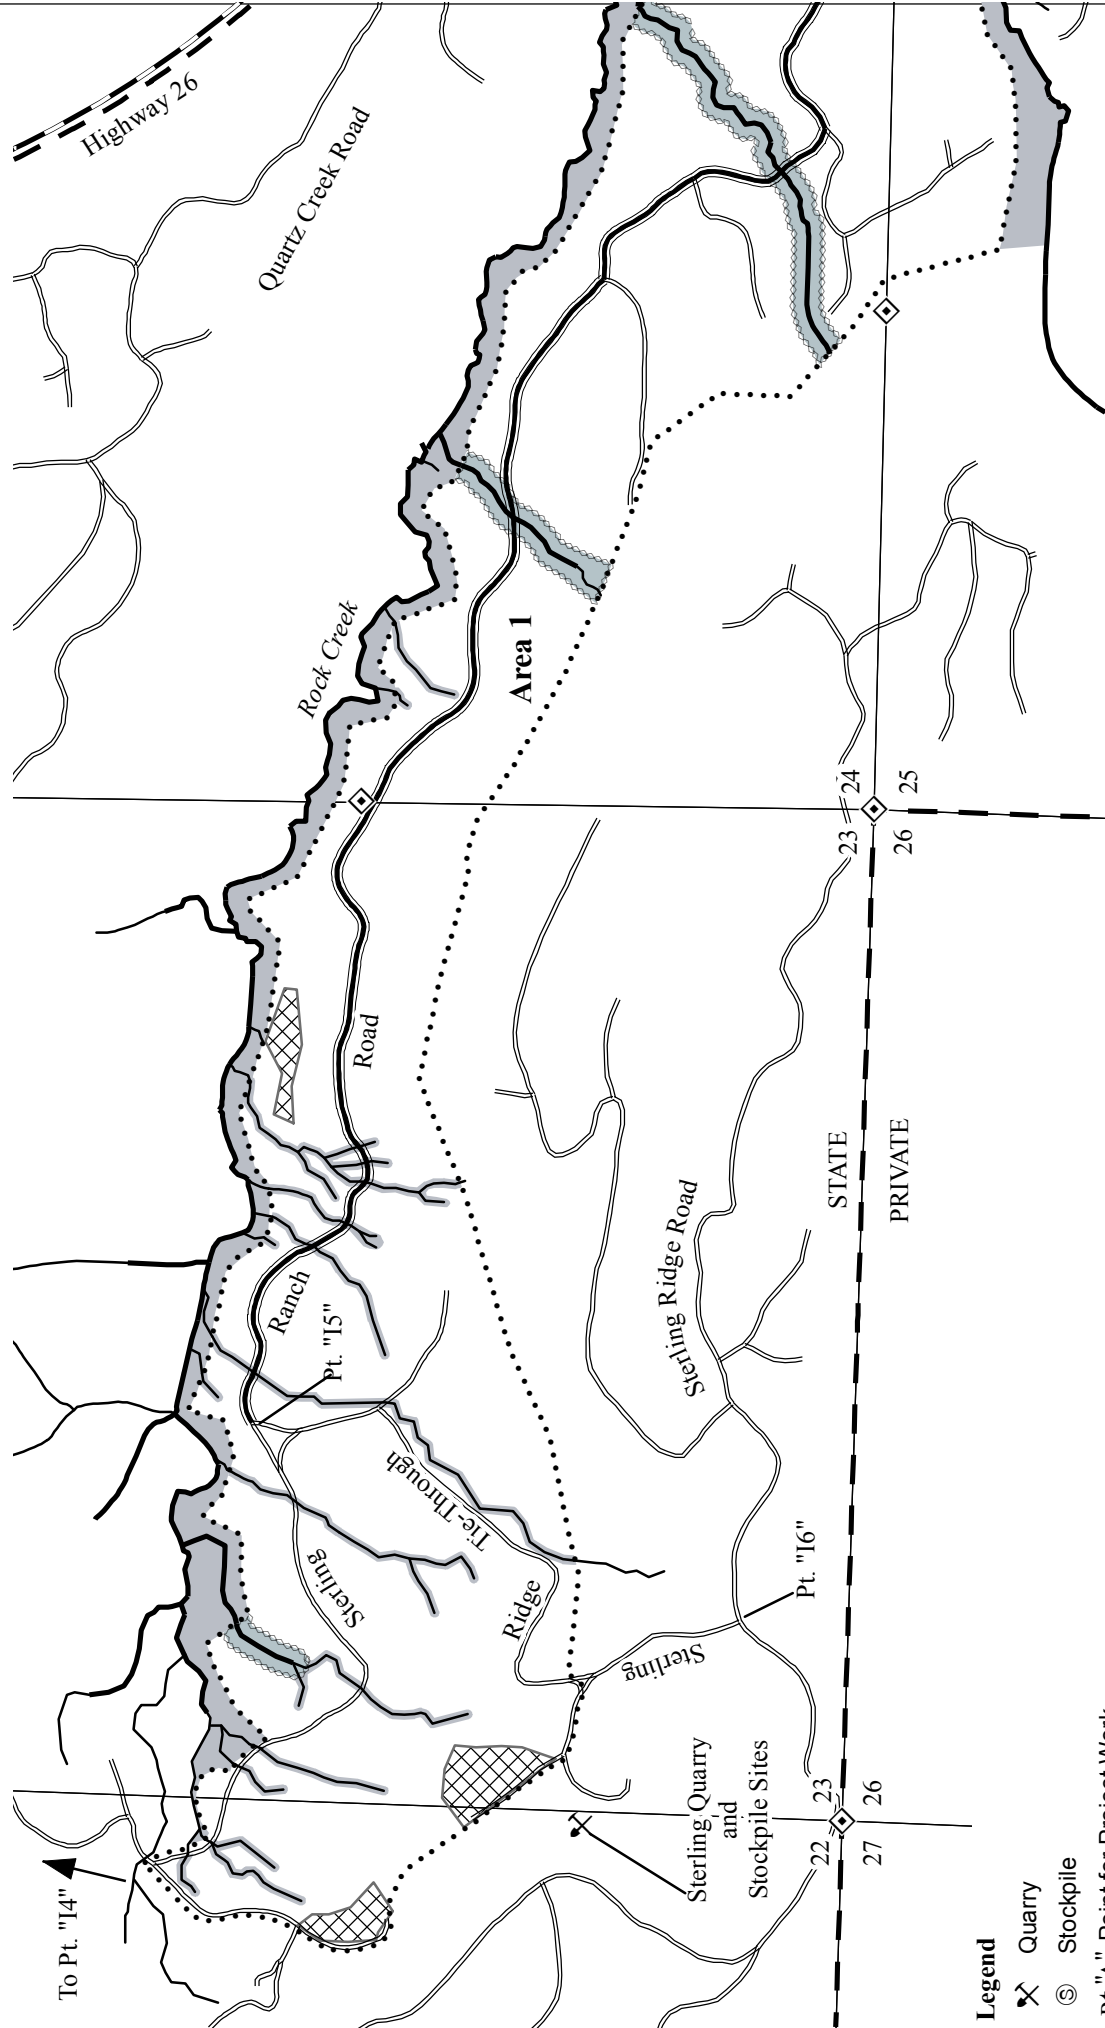 Highway 26
Quartz Creek Road
Rock Creek
Area 1
24
25
23
26
Road
Ranch
Pt. "I5"
STATE
PRIVATE
Sterling Ridge Road
Tie-Through
Sterling
Ridge
Sterling
Pt. "I6"
Sterling Quarry
and
Stockpile Sites
23
26
22
27
To Pt. "I4"
Legend
Quarry
S Stockpile